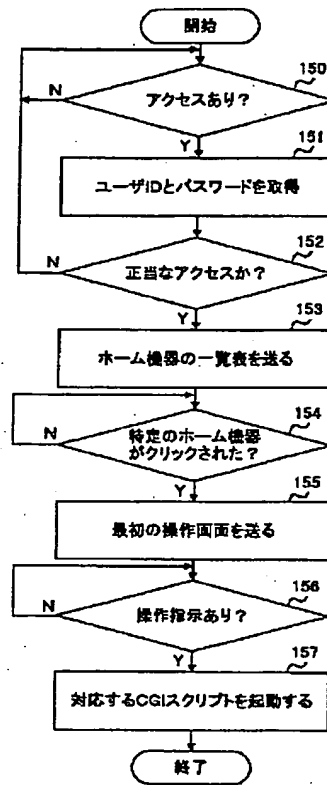 開始
150
アクセスあり?
N
Y
151
ユーザIDとパスワードを取得
152
正当なアクセスか?
N
Y
153
ホーム機器の一覧表を送る
154
特定のホーム機器
がクリックされた?
N
Y
155
最初の操作画面を送る
156
操作指示あり?
N
Y
157
対応するCGIスクリプトを起動する
終了